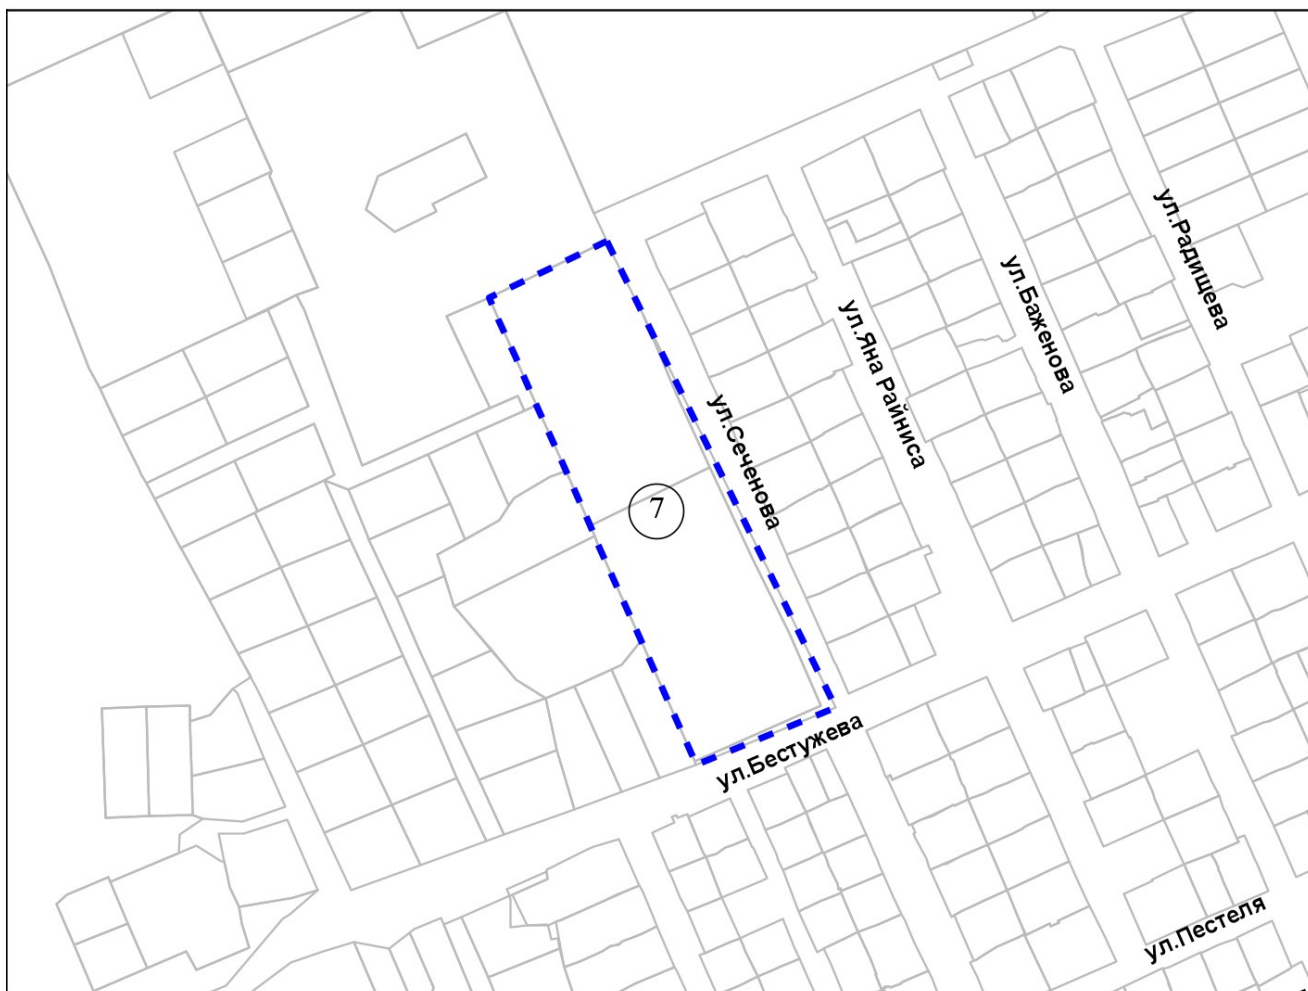 ул.Радищева
ул.Баженова
ул.Яна Райниса
ул.Сеченова
7
ул.Бестужева
ул.Пестеля